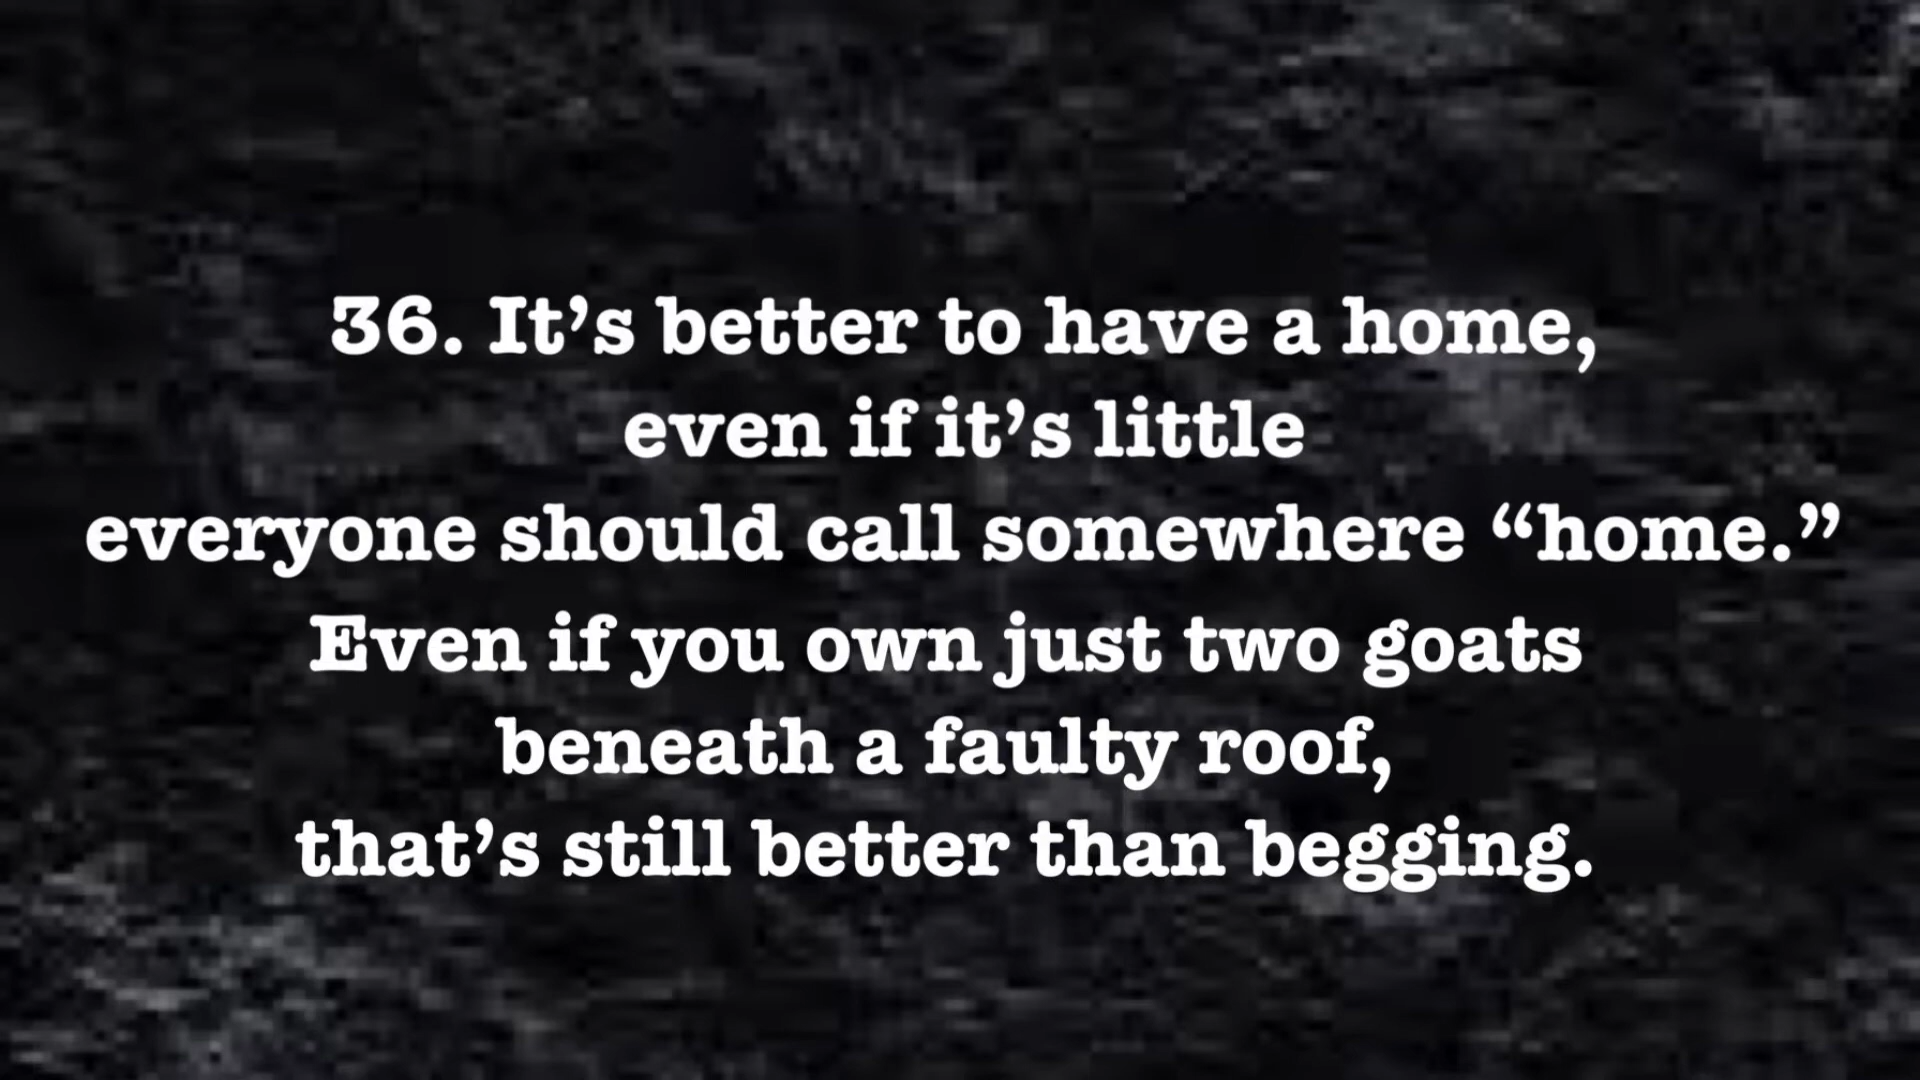 36. It’s better to have a home,
even if it’s little
everyone should call somewhere “home.”
Even if you own just two goats
beneath a faulty roof,
that’s still better than begging.